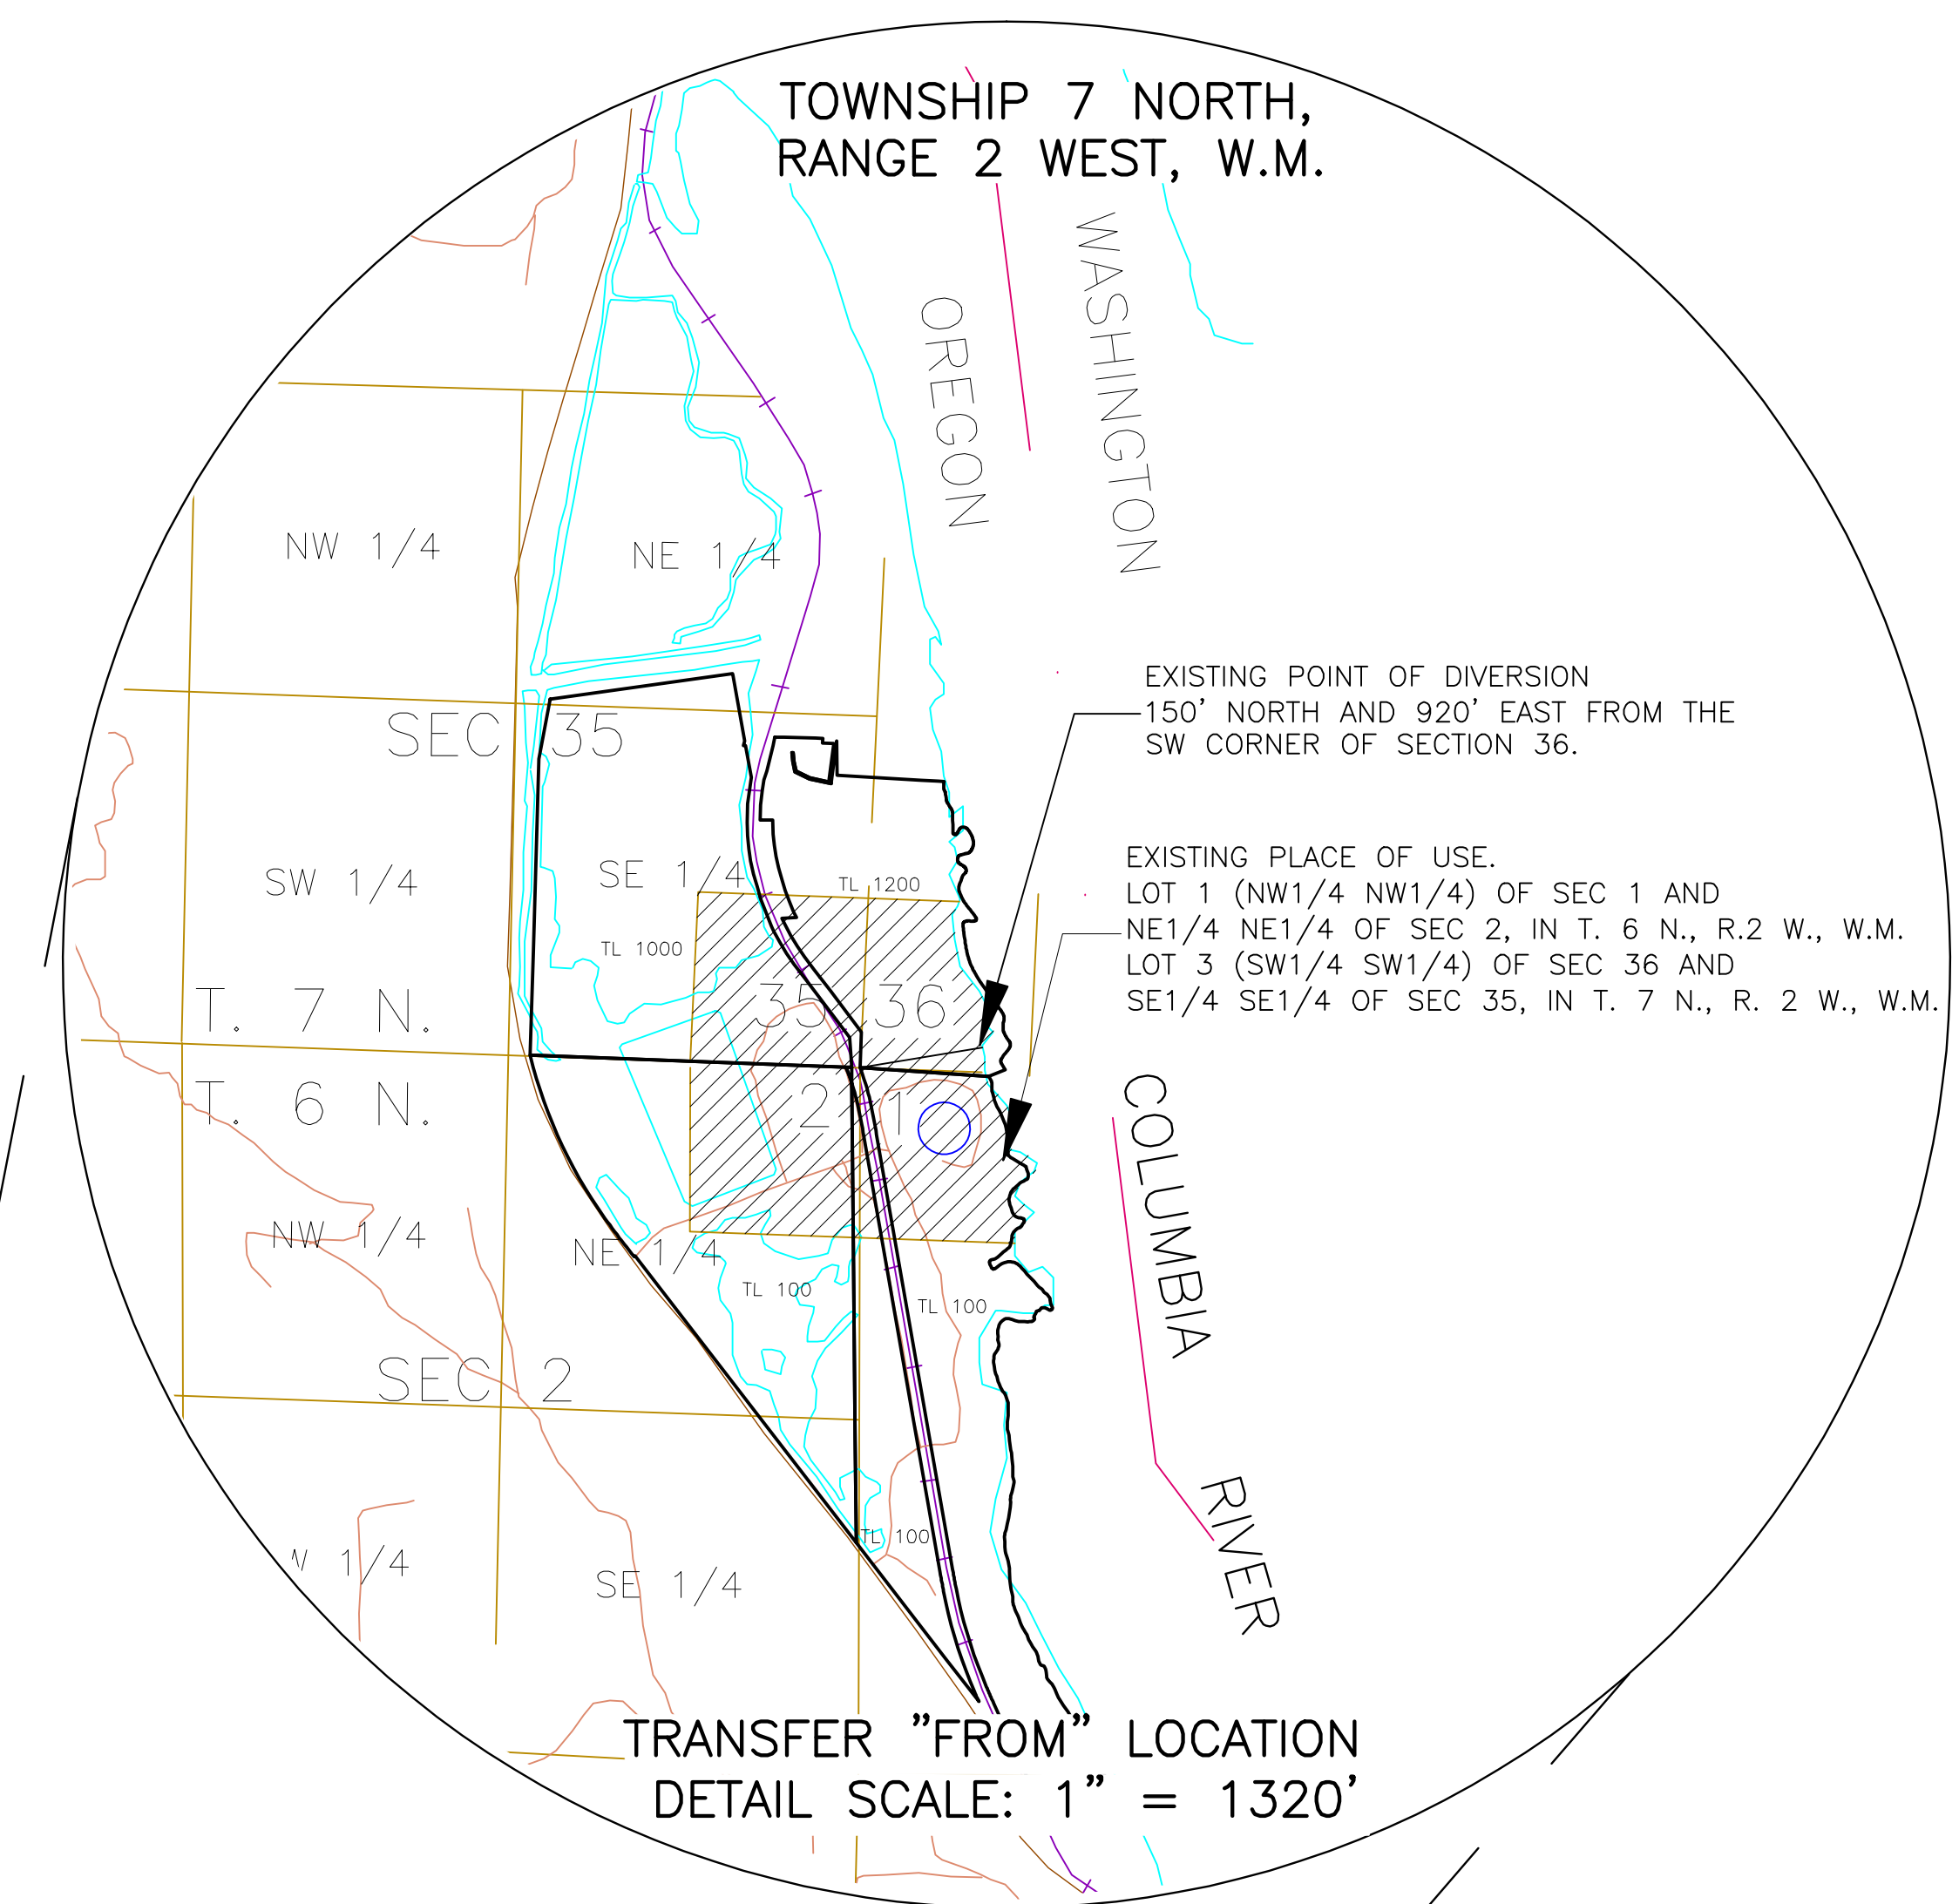 TOWNSHIP 7 NORTH,
RANGE 2 WEST, W.M.
OREGON
WASHINGTON
NW 1/4
NE 1/4
EXISTING POINT OF DIVERSION
150' NORTH AND 920' EAST FROM THE
SW CORNER OF SECTION 36.
SEC 35
SW 1/4
SE 1/4
TL 1200
TL 1000
EXISTING PLACE OF USE.
LOT 1 (NW1/4 NW1/4) OF SEC 1 AND
NE1/4 NE1/4 OF SEC 2, IN T. 6 N., R.2 W., W.M.
LOT 3 (SW1/4 SW1/4) OF SEC 36 AND
SE1/4 SE1/4 OF SEC 35, IN T. 7 N., R. 2 W., W.M.
T. 7 N.
35
36
T. 6 N.
2
1
COLUMBIA
RIVER
NW 1/4
NE 1/4
TL 100
TL 100
SEC 2
TL 100
1/4
SE 1/4
TRANSFER "FROM" LOCATION
DETAIL SCALE: 1" = 1320'